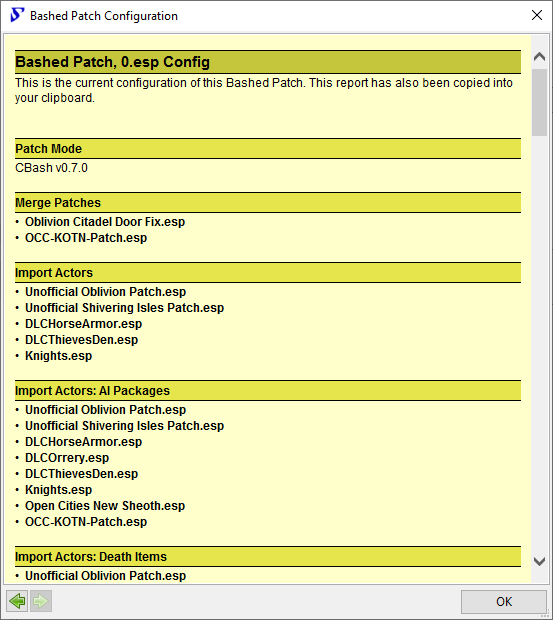 Bashed Patch Configuration
Bashed Patch, 0.esp Config
This is the current configuration of this Bashed Patch. This report has also been copied into
your clipboard.
Patch Mode
CBash v0.7.0
Merge Patches
• Oblivion Citadel Door Fix.esp
• OCC-KOTN-Patch.esp
Import Actors
• Unofficial Oblivion Patch.esp
• Unofficial Shivering Isles Patch.esp
• DLCHorseArmor.esp
• DLCThievesDen.esp
• Knights.esp
Import Actors: AI Packages
• Unofficial Oblivion Patch.esp
• Unofficial Shivering Isles Patch.esp
• DLCHorseArmor.esp
• DLCOrrery.esp
• DLCThievesDen.esp
• Knights.esp
• Open Cities New Sheoth.esp
• OCC-KOTN-Patch.esp
Import Actors: Death Items
• Unofficial Oblivion Patch.esp
OK